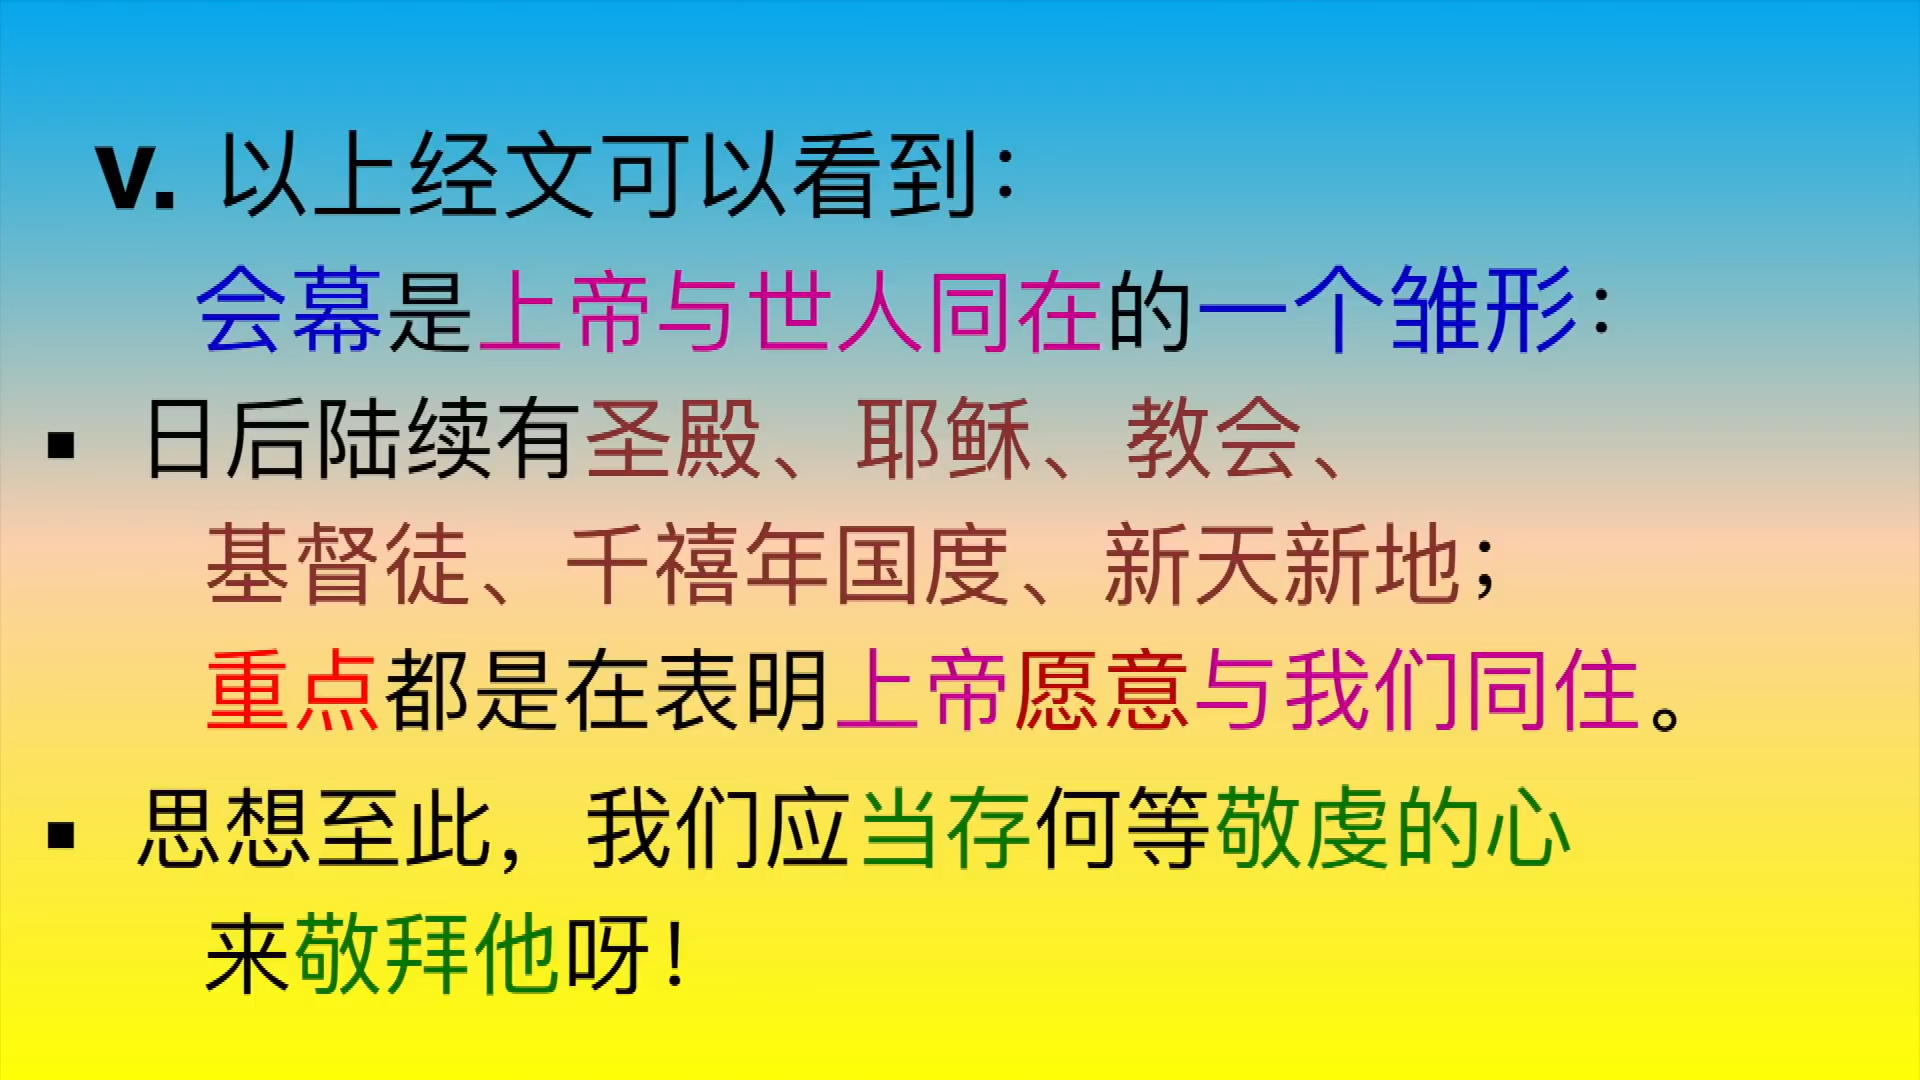 v. 以上经文可以看到：
会幕是上帝与世人同在的一个雏形：
▪ 日后陆续有圣殿、耶稣、教会、
基督徒、千禧年国度、新天新地；
重点都是在表明上帝愿意与我们同住。
▪ 思想至此，我们应当存何等敬虔的心
来敬拜他呀！